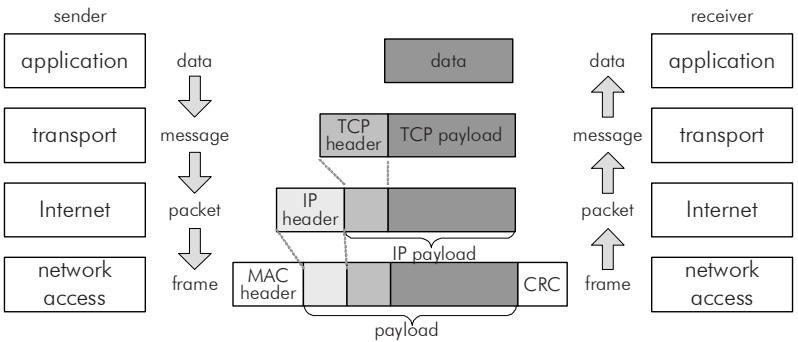 sender
receiver
application
data
data
data
application
transport
message
TCP
header
TCP payload
message
transport
Internet
packet
IP
header
IP payload
packet
Internet
network
access
frame
MAC
header
CRC
payload
frame
network
access